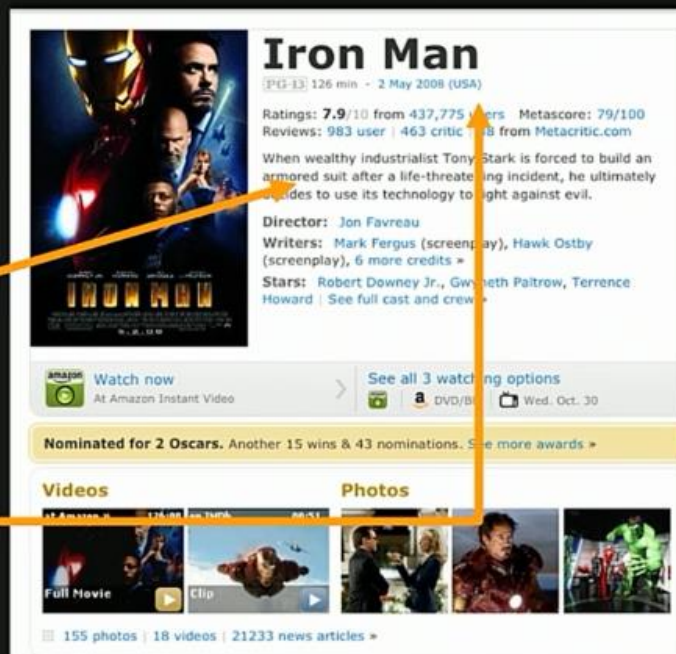 Iron Man
PG-13 126 min - 2 May 2008 (USA)
Ratings: 7.9/10 from 437,775 Metascore: 79/100
Reviews: 983 user | 463 critic | from Metacritic.com
When wealthy industrialist Tony Stark is forced to build an
armored suit after a life-threatening incident, he ultimately
to use its technology to against evil.
Director: Jon Favreau
Writers: Mark Fergus (screenplay), Hawk Ostby
(screenplay), 6 more credits »
Stars: Robert Downey Jr., Gwyneth Paltrow, Terrence
Howard | See full cast and crew »
IRON MAN
amazon
Watch now
At Amazon Instant Video
See all 3 watching options
a DVD/ Wed. Oct. 30
Nominated for 2 Oscars. Another 15 wins & 43 nominations. See more awards »
Videos
Photos
Full Movie
Clip
155 photos | 18 videos | 21233 news articles »